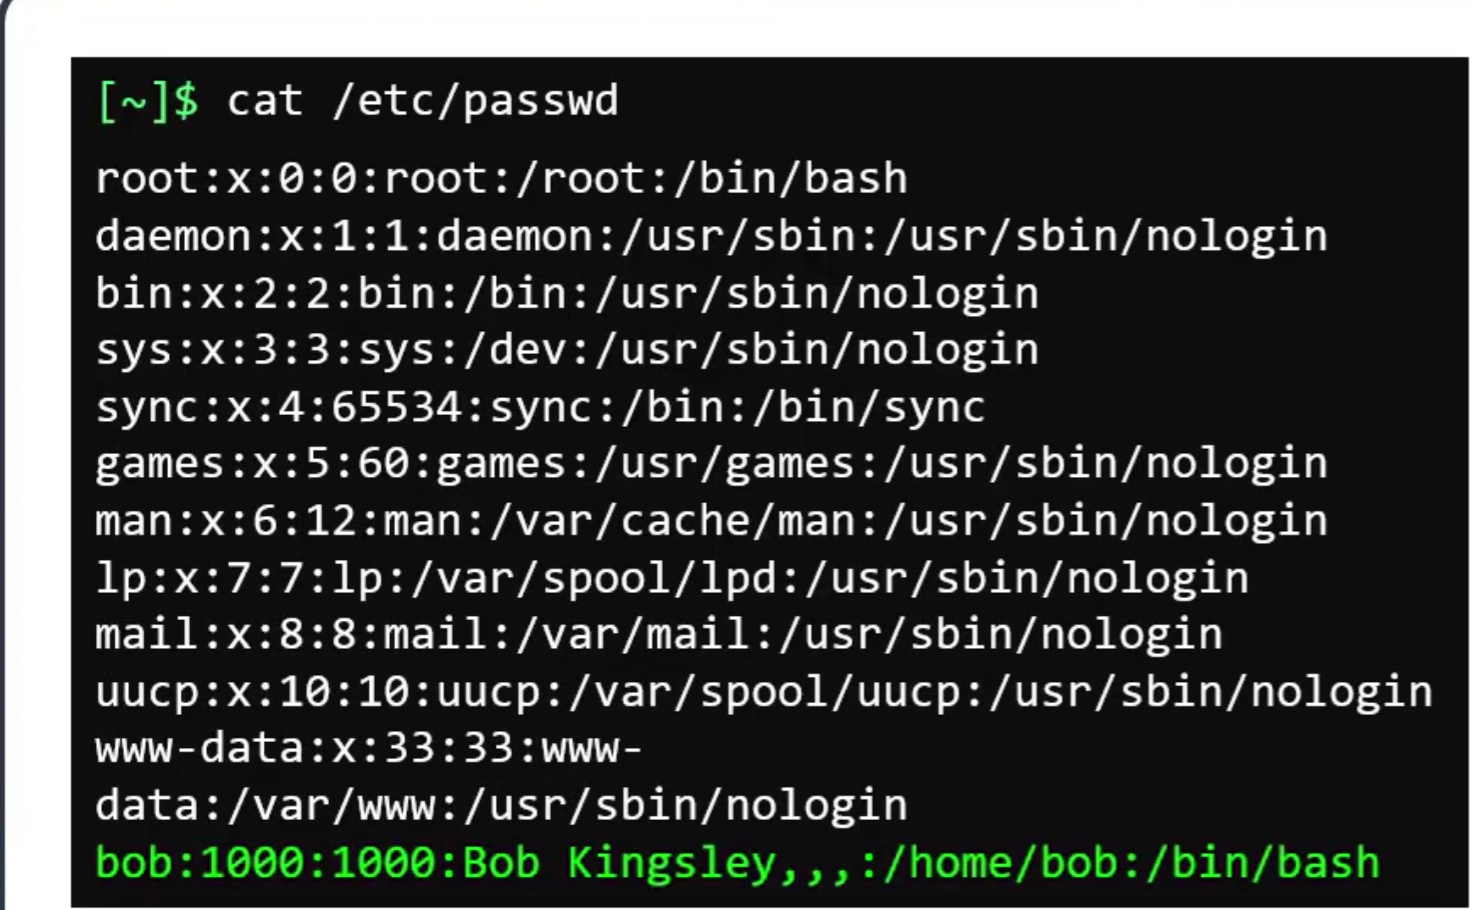 [~]$ cat /etc/passwd
root:x:0:0:root:/root:/bin/bash
daemon:x:1:1:daemon:/usr/sbin:/usr/sbin/nologin
bin:x:2:2:bin:/bin:/usr/sbin/nologin
sys:x:3:3:sys:/dev:/usr/sbin/nologin
sync:x:4:65534:sync:/bin:/bin/sync
games:x:5:60:games:/usr/games:/usr/sbin/nologin
man:x:6:12:man:/var/cache/man:/usr/sbin/nologin
lp:x:7:7:lp:/var/spool/lpd:/usr/sbin/nologin
mail:x:8:8:mail:/var/mail:/usr/sbin/nologin
uucp:x:10:10:uucp:/var/spool/uucp:/usr/sbin/nologin
www-data:x:33:33:www-
data:/var/www:/usr/sbin/nologin
bob:1000:1000:Bob Kingsley,,,:/home/bob:/bin/bash